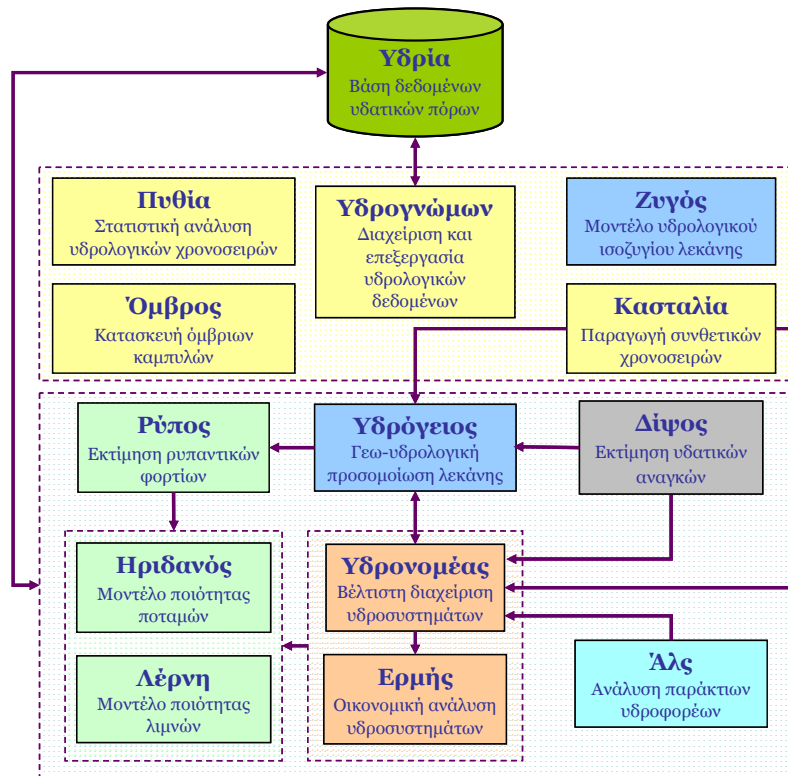 Υδρία
Βάση δεδομένων
υδατικών πόρων
Πυθία
Στατιστική ανάλυση
υδρολογικών χρονοσειρών
Υδρογνώμων
Διαχείριση και
επεξεργασία
υδρολογικών
δεδομένων
Ζυγός
Μοντέλο υδρολογικού
ισοζυγίου λεκάνης
Όμβρος
Κατασκευή όμβριων
καμπυλών
Κασταλία
Παραγωγή συνθετικών
χρονοσειρών
Ρύπος
Εκτίμηση ρυπαντικών
φορτίων
Υδρόγειος
Γεω-υδρολογική
προσομοίωση λεκάνης
Δίψος
Εκτίμηση υδατικών
αναγκών
Ηριδανός
Μοντέλο ποιότητας
ποταμών
Υδρονομέας
Βέλτιστη διαχείριση
υδροσυστημάτων
Λέρνη
Μοντέλο ποιότητας
λιμνών
Ερμής
Οικονομική ανάλυση
υδροσυστημάτων
Άλς
Ανάλυση παράκτιων
υδροφορέων